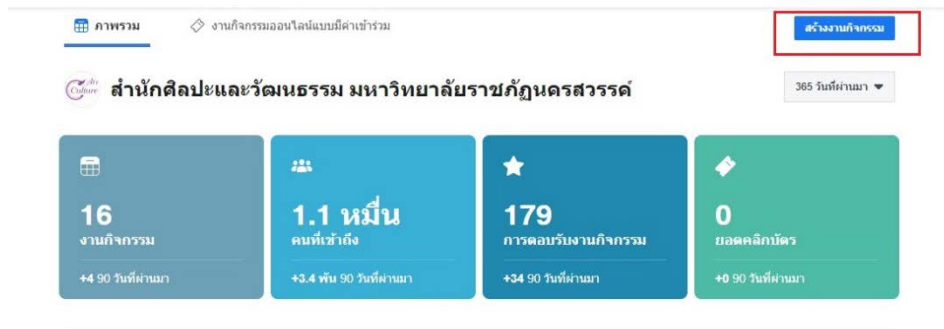 ภาพรวม
งานกิจกรรมออนไลน์แบบมีค่าเข้าร่วม
สร้างงานกิจกรรม
Art
Culture
สำนักศิลปะและวัฒนธรรม มหาวิทยาลัยราชภัฏนครสวรรค์
365 วันที่ผ่านมา
16
งานกิจกรรม
+4 90 วันที่ผ่านมา
1.1 หมื่น
คนที่เข้าถึง
+3.4 พัน 90 วันที่ผ่านมา
179
การตอบรับงานกิจกรรม
+34 90 วันที่ผ่านมา
0
ยอดคลิกบัตร
+0 90 วันที่ผ่านมา